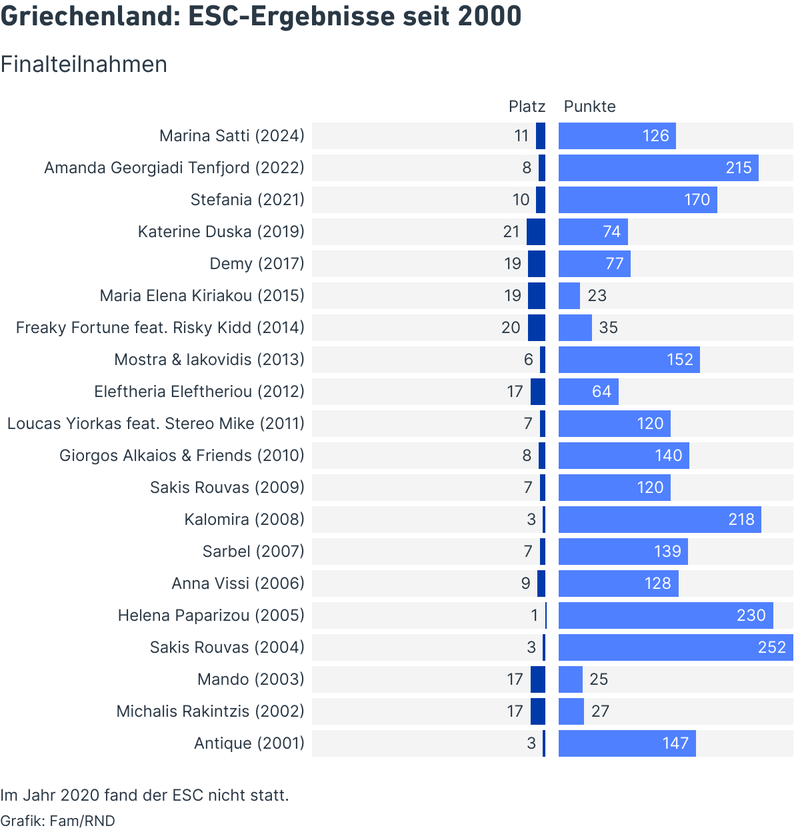 Griechenland: ESC-Ergebnisse seit 2000
Finalteilnahmen
Platz Punkte
Marina Satti (2024) 11 126
Amanda Georgiadi Tenfjord (2022) 8 215
Stefania (2021) 10 170
Katerine Duska (2019) 21 74
Demy (2017) 19 77
Maria Elena Kiriakou (2015) 19 23
Freaky Fortune feat. Risky Kidd (2014) 20 35
Mostra & Iakovidis (2013) 6 152
Eleftheria Eleftheriou (2012) 17 64
Loucas Yiorkas feat. Stereo Mike (2011) 7 120
Giorgos Alkaios & Friends (2010) 8 140
Sakis Rouvas (2009) 7 120
Kalomira (2008) 3 218
Sarbel (2007) 7 139
Anna Vissi (2006) 9 128
Helena Paparizou (2005) 1 230
Sakis Rouvas (2004) 3 252
Mando (2003) 17 25
Michalis Rakintzis (2002) 17 27
Antique (2001) 3 147
Im Jahr 2020 fand der ESC nicht statt.
Grafik: Fam/RND